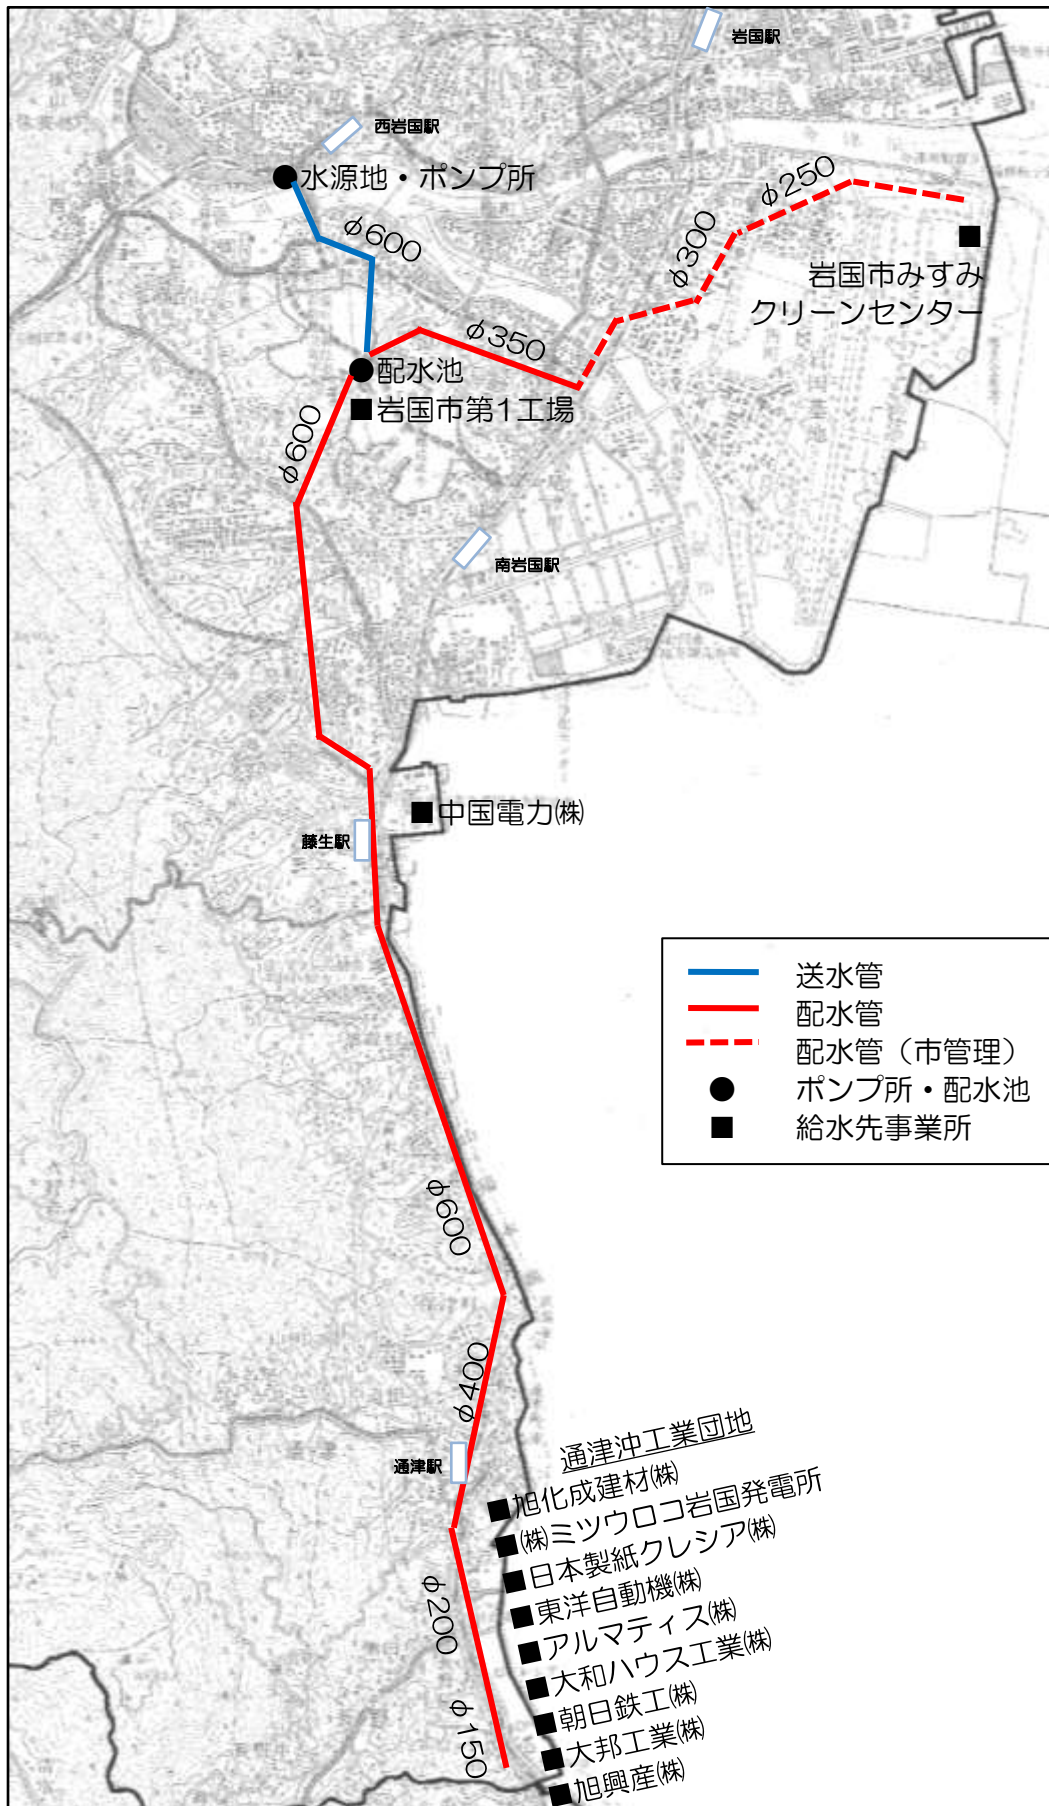 岩国駅
西岩国駅
水源地・ポンプ所
φ250
φ600
φ300
岩国市みすみ
クリーンセンター
φ350
配水池
岩国市第1工場
φ600
南岩国駅
中国電力㈱
藤生駅
送水管
配水管
配水管（市管理）
ポンプ所・配水池
給水先事業所
φ600
φ400
通津駅
通津沖工業団地
旭化成建材㈱
㈱ミツウロコ岩国発電所
日本製紙クレシア㈱
東洋自動機㈱
アルマティス㈱
大和ハウス工業㈱
朝日鉄工㈱
大邦工業㈱
旭興産㈱
φ200
φ150